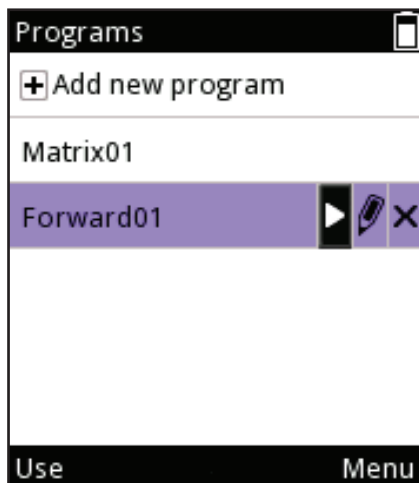 Programs
Add new program
Matrix01
Forward01
Use Menu